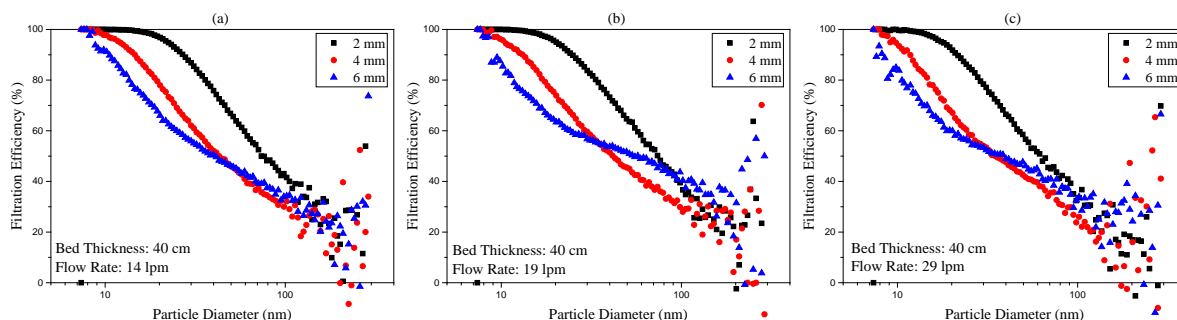 (a)
100
80
60
40
20
0
10
100
Filtration Efficiency (%)
Particle Diameter (nm)
2 mm
4 mm
6 mm
Bed Thickness: 40 cm
Flow Rate: 14 lpm
(b)
100
80
60
40
20
0
10
100
Filtration Efficiency (%)
Particle Diameter (nm)
2 mm
4 mm
6 mm
Bed Thickness: 40 cm
Flow Rate: 19 lpm
(c)
100
80
60
40
20
0
10
100
Filtration Efficiency (%)
Particle Diameter (nm)
2 mm
4 mm
6 mm
Bed Thickness: 40 cm
Flow Rate: 29 lpm